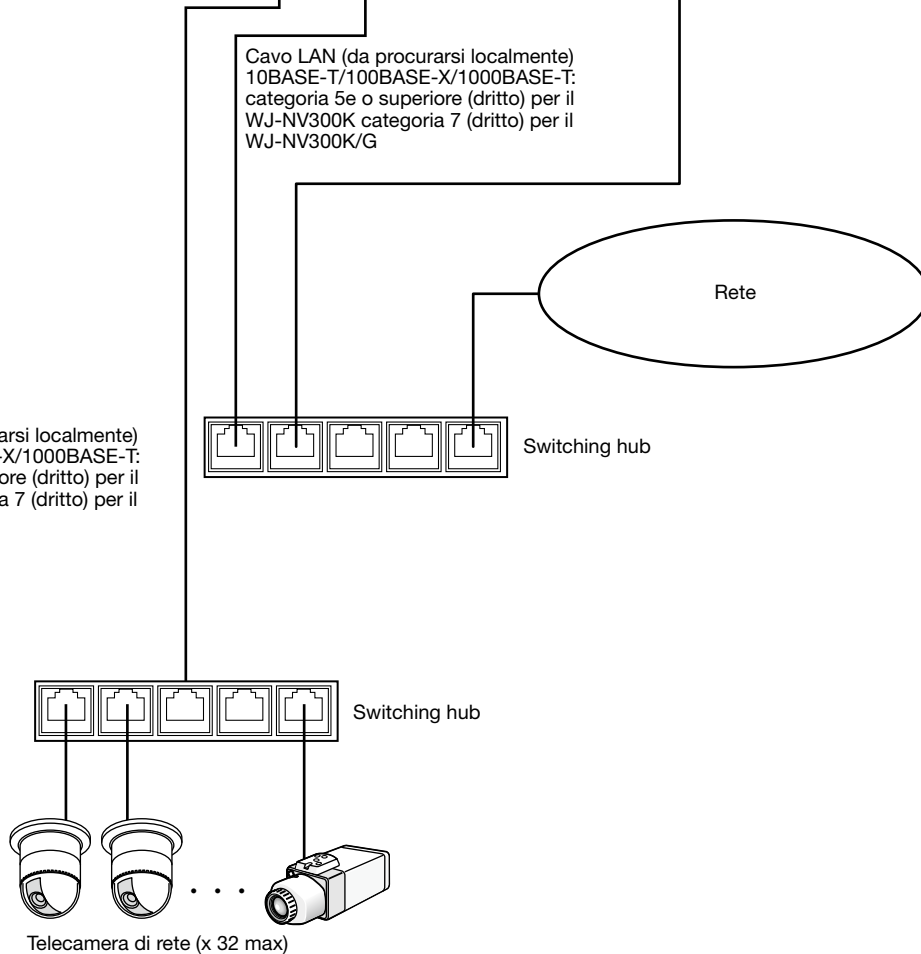 Cavo LAN (da procurarsi localmente)
10BASE-T/100BASE-X/1000BASE-T:
categoria 5e o superiore (dritto) per il
WJ-NV300K categoria 7 (dritto) per il
WJ-NV300K/G
Rete
arsi localmente)
-X/1000BASE-T:
ore (dritto) per il
a 7 (dritto) per il
Switching hub
Switching hub
Telecamera di rete (x 32 max)